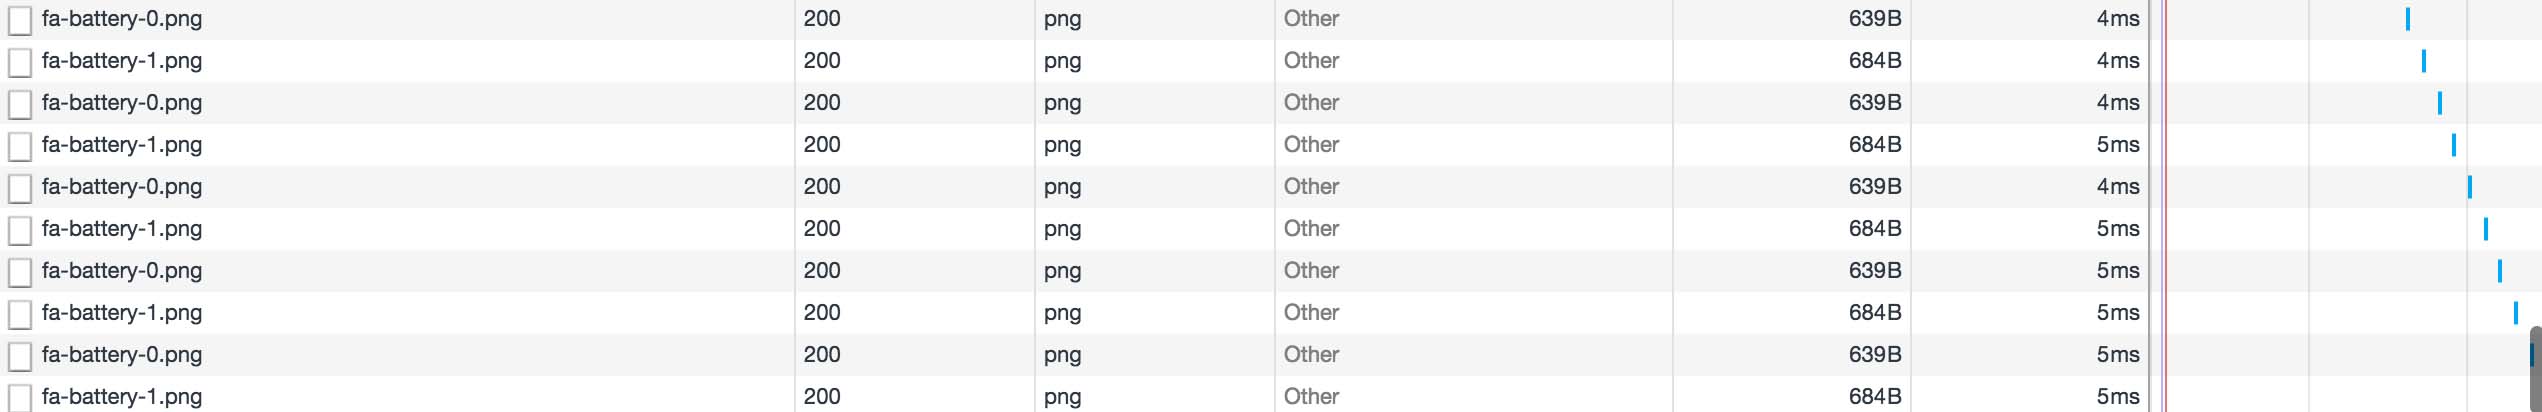 fa-battery-0.png 200 png Other 639B 4ms
fa-battery-1.png 200 png Other 684B 4ms
fa-battery-0.png 200 png Other 639B 4ms
fa-battery-1.png 200 png Other 684B 5ms
fa-battery-0.png 200 png Other 639B 4ms
fa-battery-1.png 200 png Other 684B 5ms
fa-battery-0.png 200 png Other 639B 5ms
fa-battery-1.png 200 png Other 684B 5ms
fa-battery-0.png 200 png Other 639B 5ms
fa-battery-1.png 200 png Other 684B 5ms